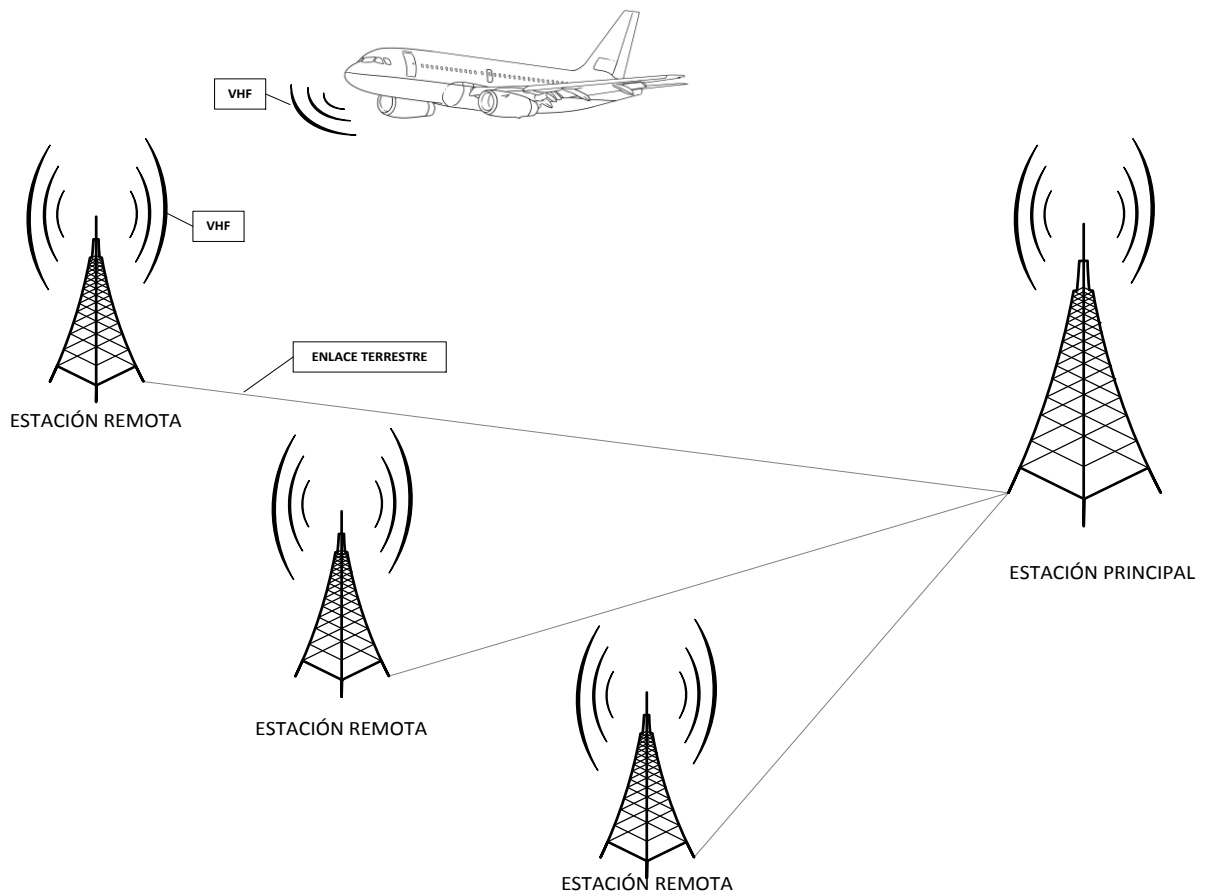 VHF
VHF
ENLACE TERRESTRE
ESTACIÓN REMOTA
ESTACIÓN PRINCIPAL
ESTACIÓN REMOTA
ESTACIÓN REMOTA